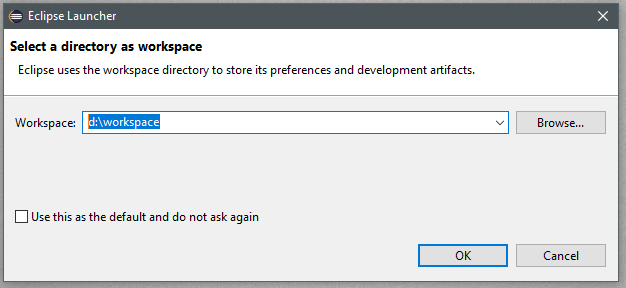 Eclipse Launcher
Select a directory as workspace
Eclipse uses the workspace directory to store its preferences and development artifacts.
Workspace: d:\workspace Browse...
Use this as the default and do not ask again
OK Cancel